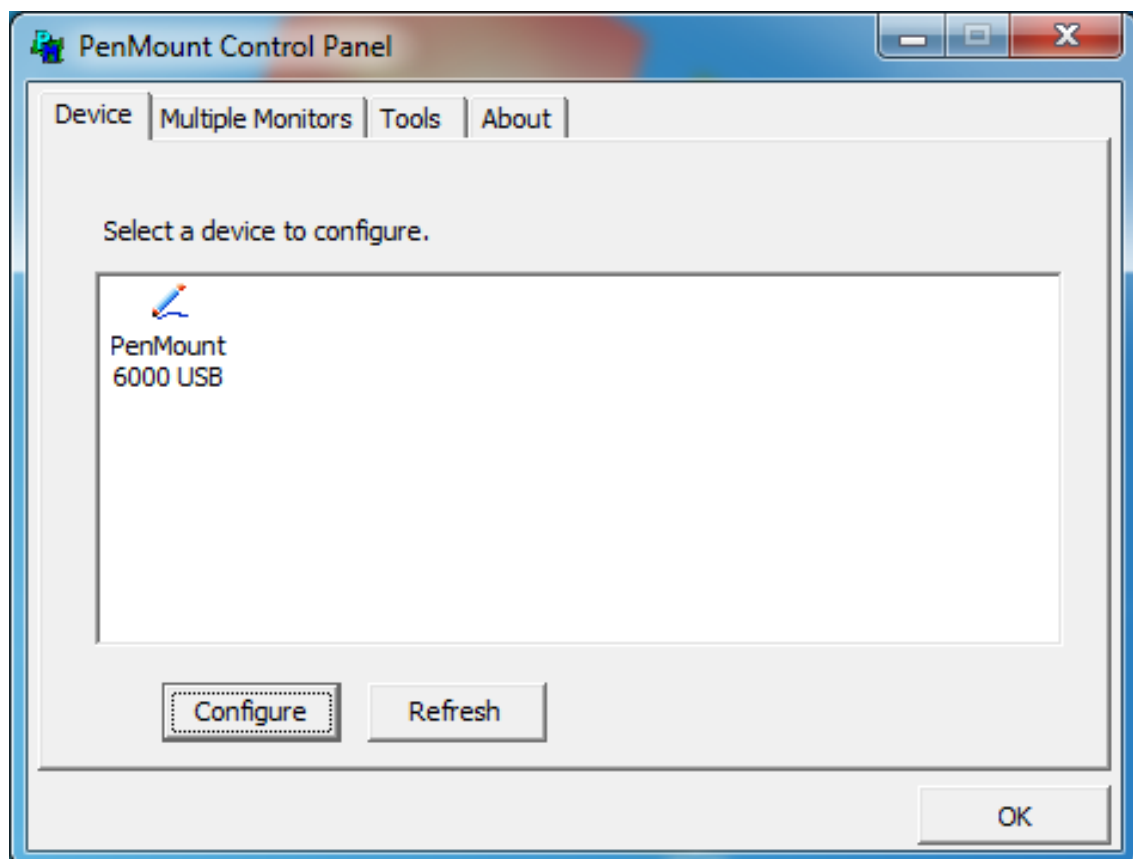 PenMount Control Panel
Device Multiple Monitors Tools About
Select a device to configure.
PenMount
6000 USB
Configure Refresh
OK